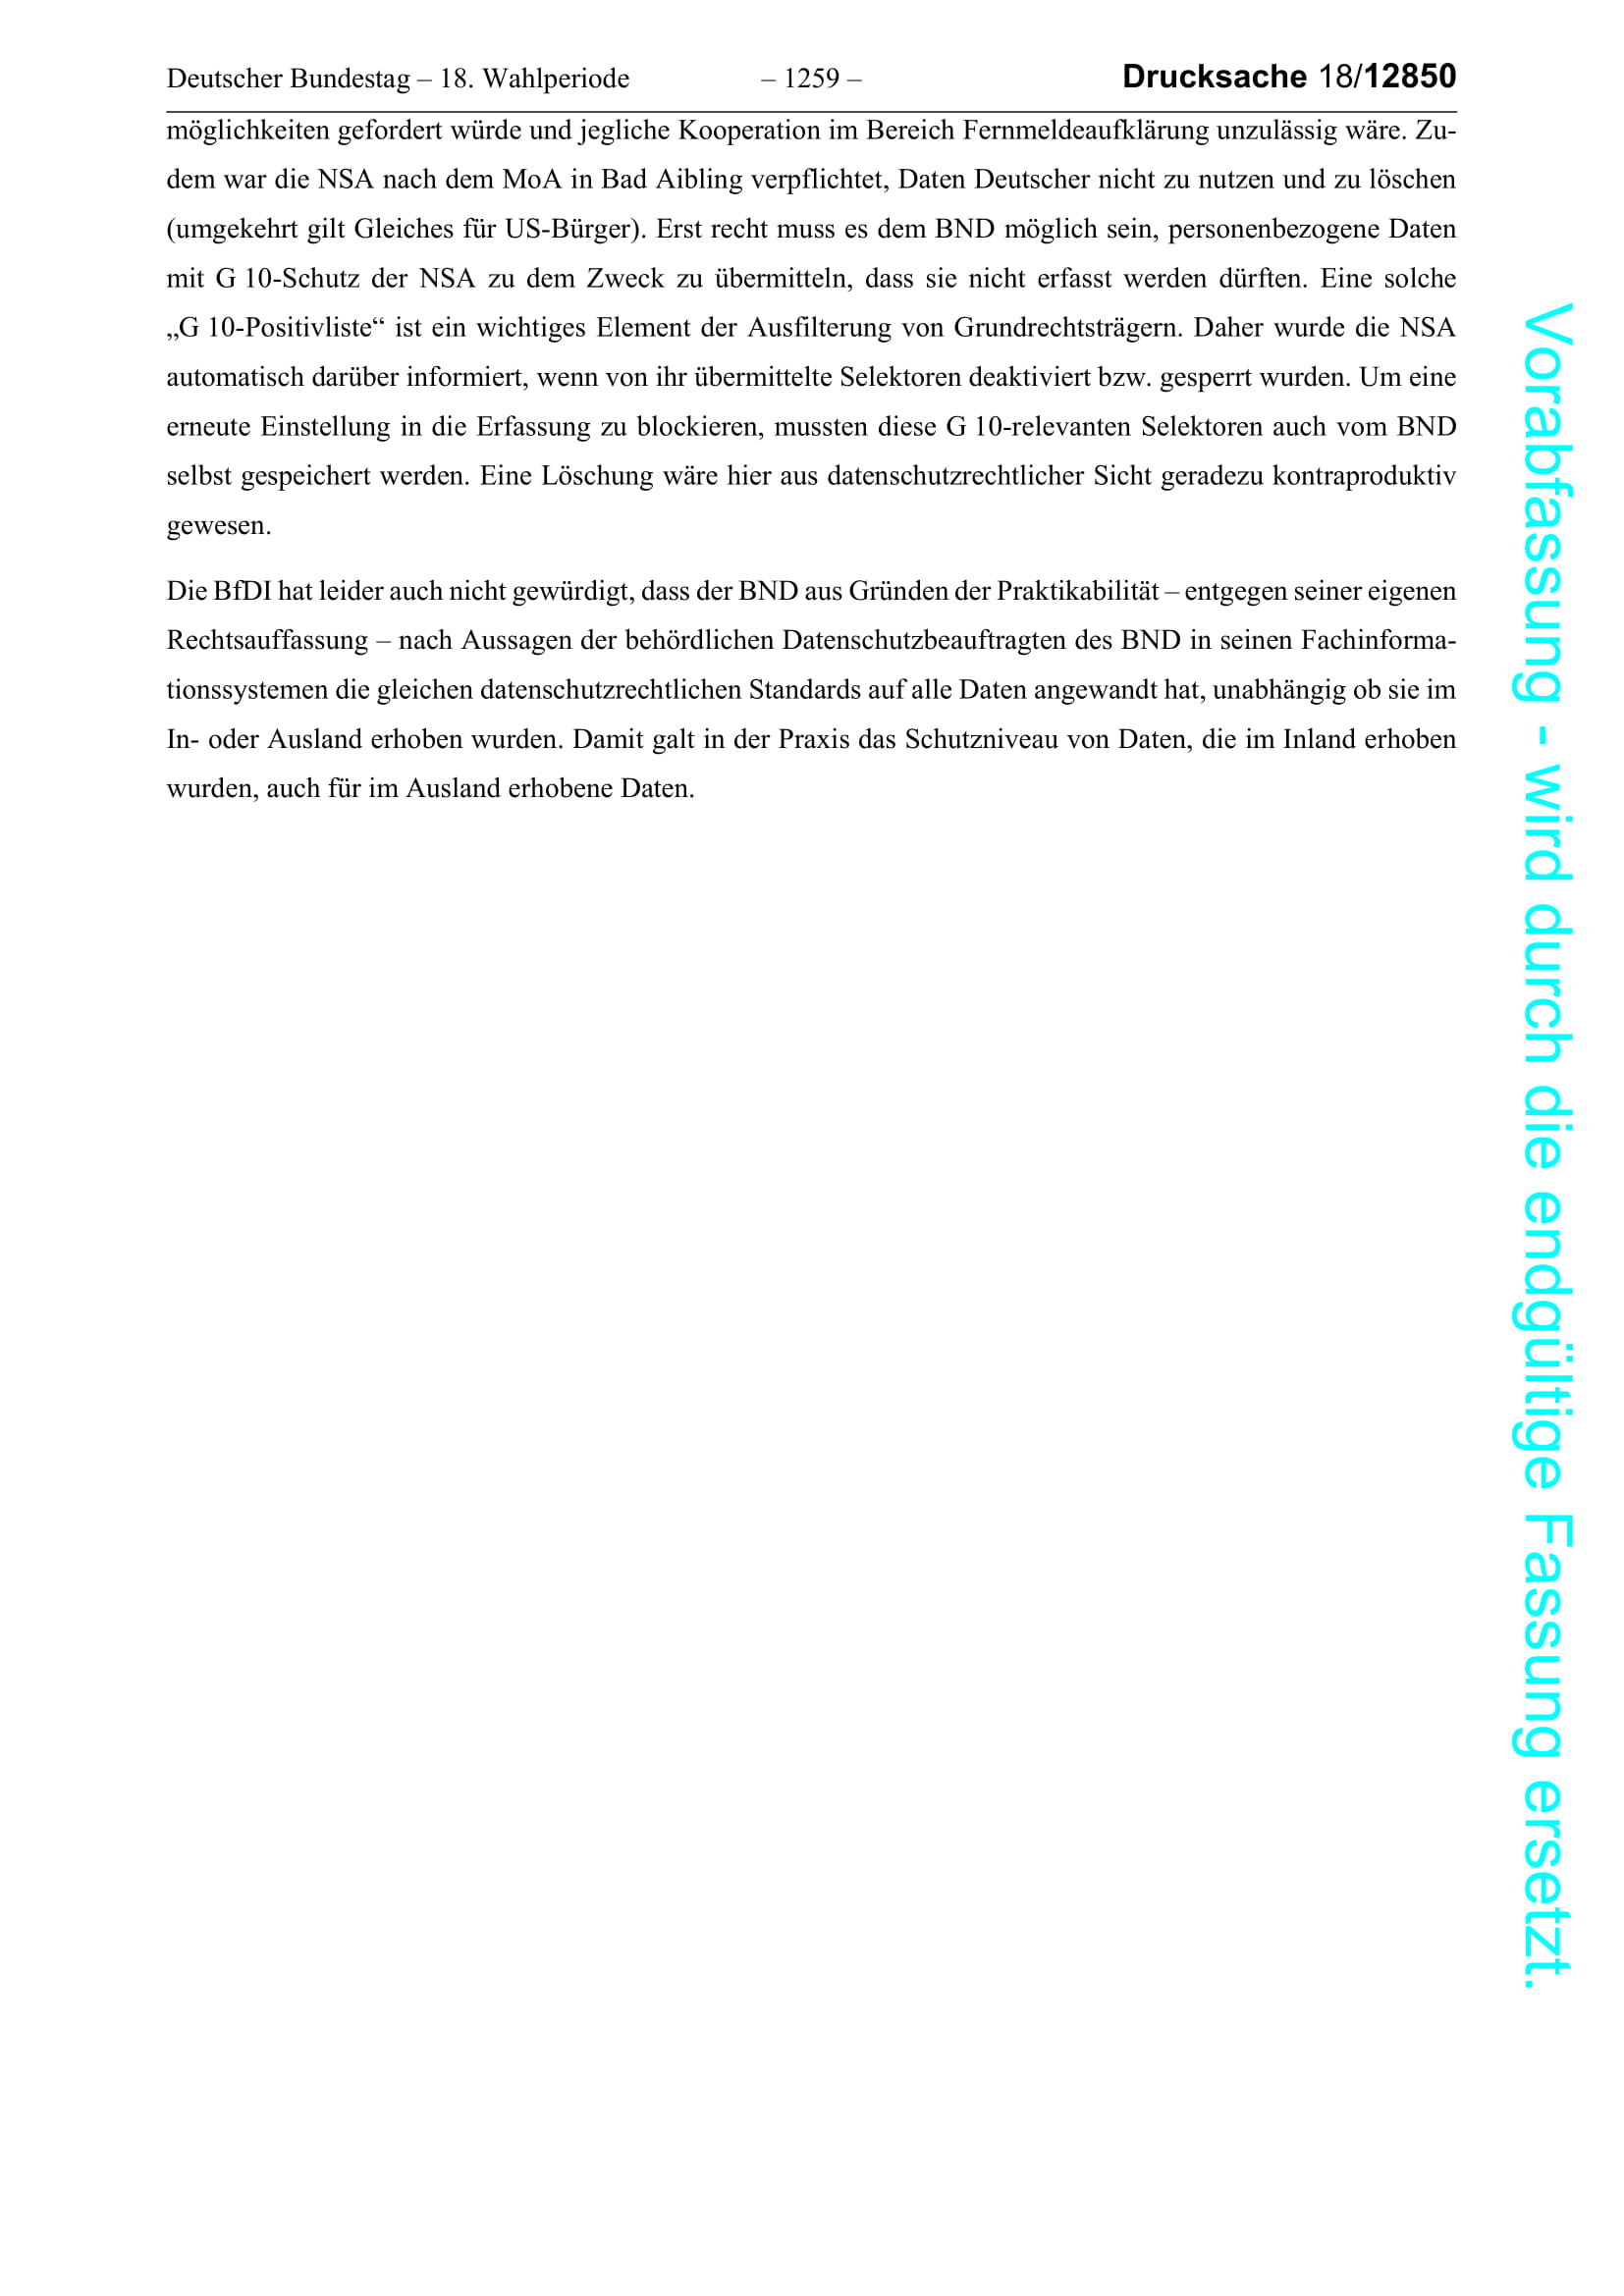 Deutscher Bundestag – 18. Wahlperiode – 1259 – Drucksache 18/12850
möglichkeiten gefordert würde und jegliche Kooperation im Bereich Fernmeldeaufklärung unzulässig wäre. Zu-
dem war die NSA nach dem MoA in Bad Aibling verpflichtet, Daten Deutscher nicht zu nutzen und zu löschen
(umgekehrt gilt Gleiches für US-Bürger). Erst recht muss es dem BND möglich sein, personenbezogene Daten
mit G 10-Schutz der NSA zu dem Zweck zu übermitteln, dass sie nicht erfasst werden dürften. Eine solche
„G 10-Positivliste“ ist ein wichtiges Element der Ausfilterung von Grundrechtsträgern. Daher wurde die NSA
automatisch darüber informiert, wenn von ihr übermittelte Selektoren deaktiviert bzw. gesperrt wurden. Um eine
erneute Einstellung in die Erfassung zu blockieren, mussten diese G 10-relevanten Selektoren auch vom BND
selbst gespeichert werden. Eine Löschung wäre hier aus datenschutzrechtlicher Sicht geradezu kontraproduktiv
gewesen.
Die BfDI hat leider auch nicht gewürdigt, dass der BND aus Gründen der Praktikabilität – entgegen seiner eigenen
Rechtsauffassung – nach Aussagen der behördlichen Datenschutzbeauftragten des BND in seinen Fachinforma-
tionssystemen die gleichen datenschutzrechtlichen Standards auf alle Daten angewandt hat, unabhängig ob sie im
In- oder Ausland erhoben wurden. Damit galt in der Praxis das Schutzniveau von Daten, die im Inland erhoben
wurden, auch für im Ausland erhobene Daten.
Vorabfassung - wird durch die endgültige Fassung ersetzt.